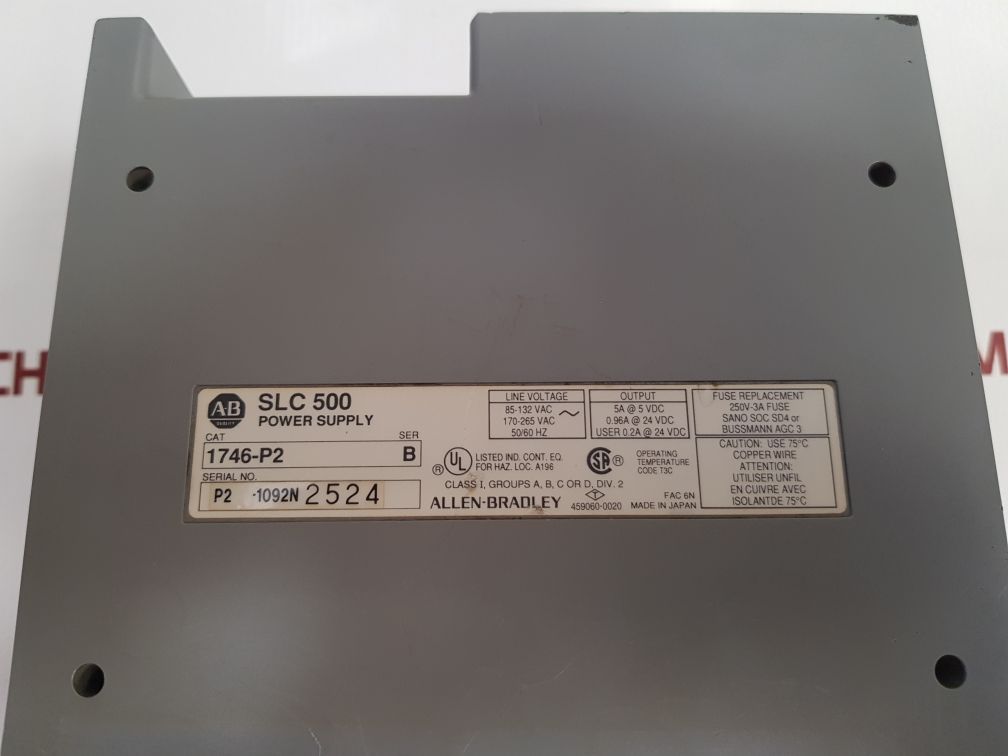 AB
QUALITY
SLC 500
POWER SUPPLY
CAT
SER
1746-P2
B
SERIAL NO.
P2 -1092N 2524
LINE VOLTAGE
85-132 VAC
170-265 VAC
50/60 HZ
OUTPUT
5A @ 5 VDC
0.96A @ 24 VDC
USER 0.2A @ 24 VDC
FUSE REPLACEMENT
250V-3A FUSE
SANO SOC SD4 or
BUSSMANN AGC 3
UL ®
LISTED IND. CONT. EQ.
FOR HAZ. LOC. A196
SA ®
OPERATING
TEMPERATURE
CODE T3C
CLASS I, GROUPS A, B, C OR D, DIV. 2
ALLEN-BRADLEY
T
459060-0020
FAC 6N
MADE IN JAPAN
CAUTION: USE 75°C
COPPER WIRE
ATTENTION:
UTILISER UNFIL
EN CUIVRE AVEC
ISOLANTDE 75°C
CH
M